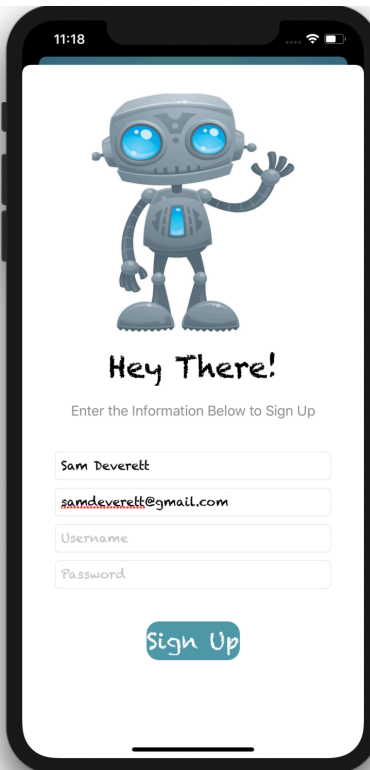 11:18
Hey There!
Enter the Information Below to Sign Up
Sam Deverett
samdeverett@gmail.com
Username
Password
Sign Up